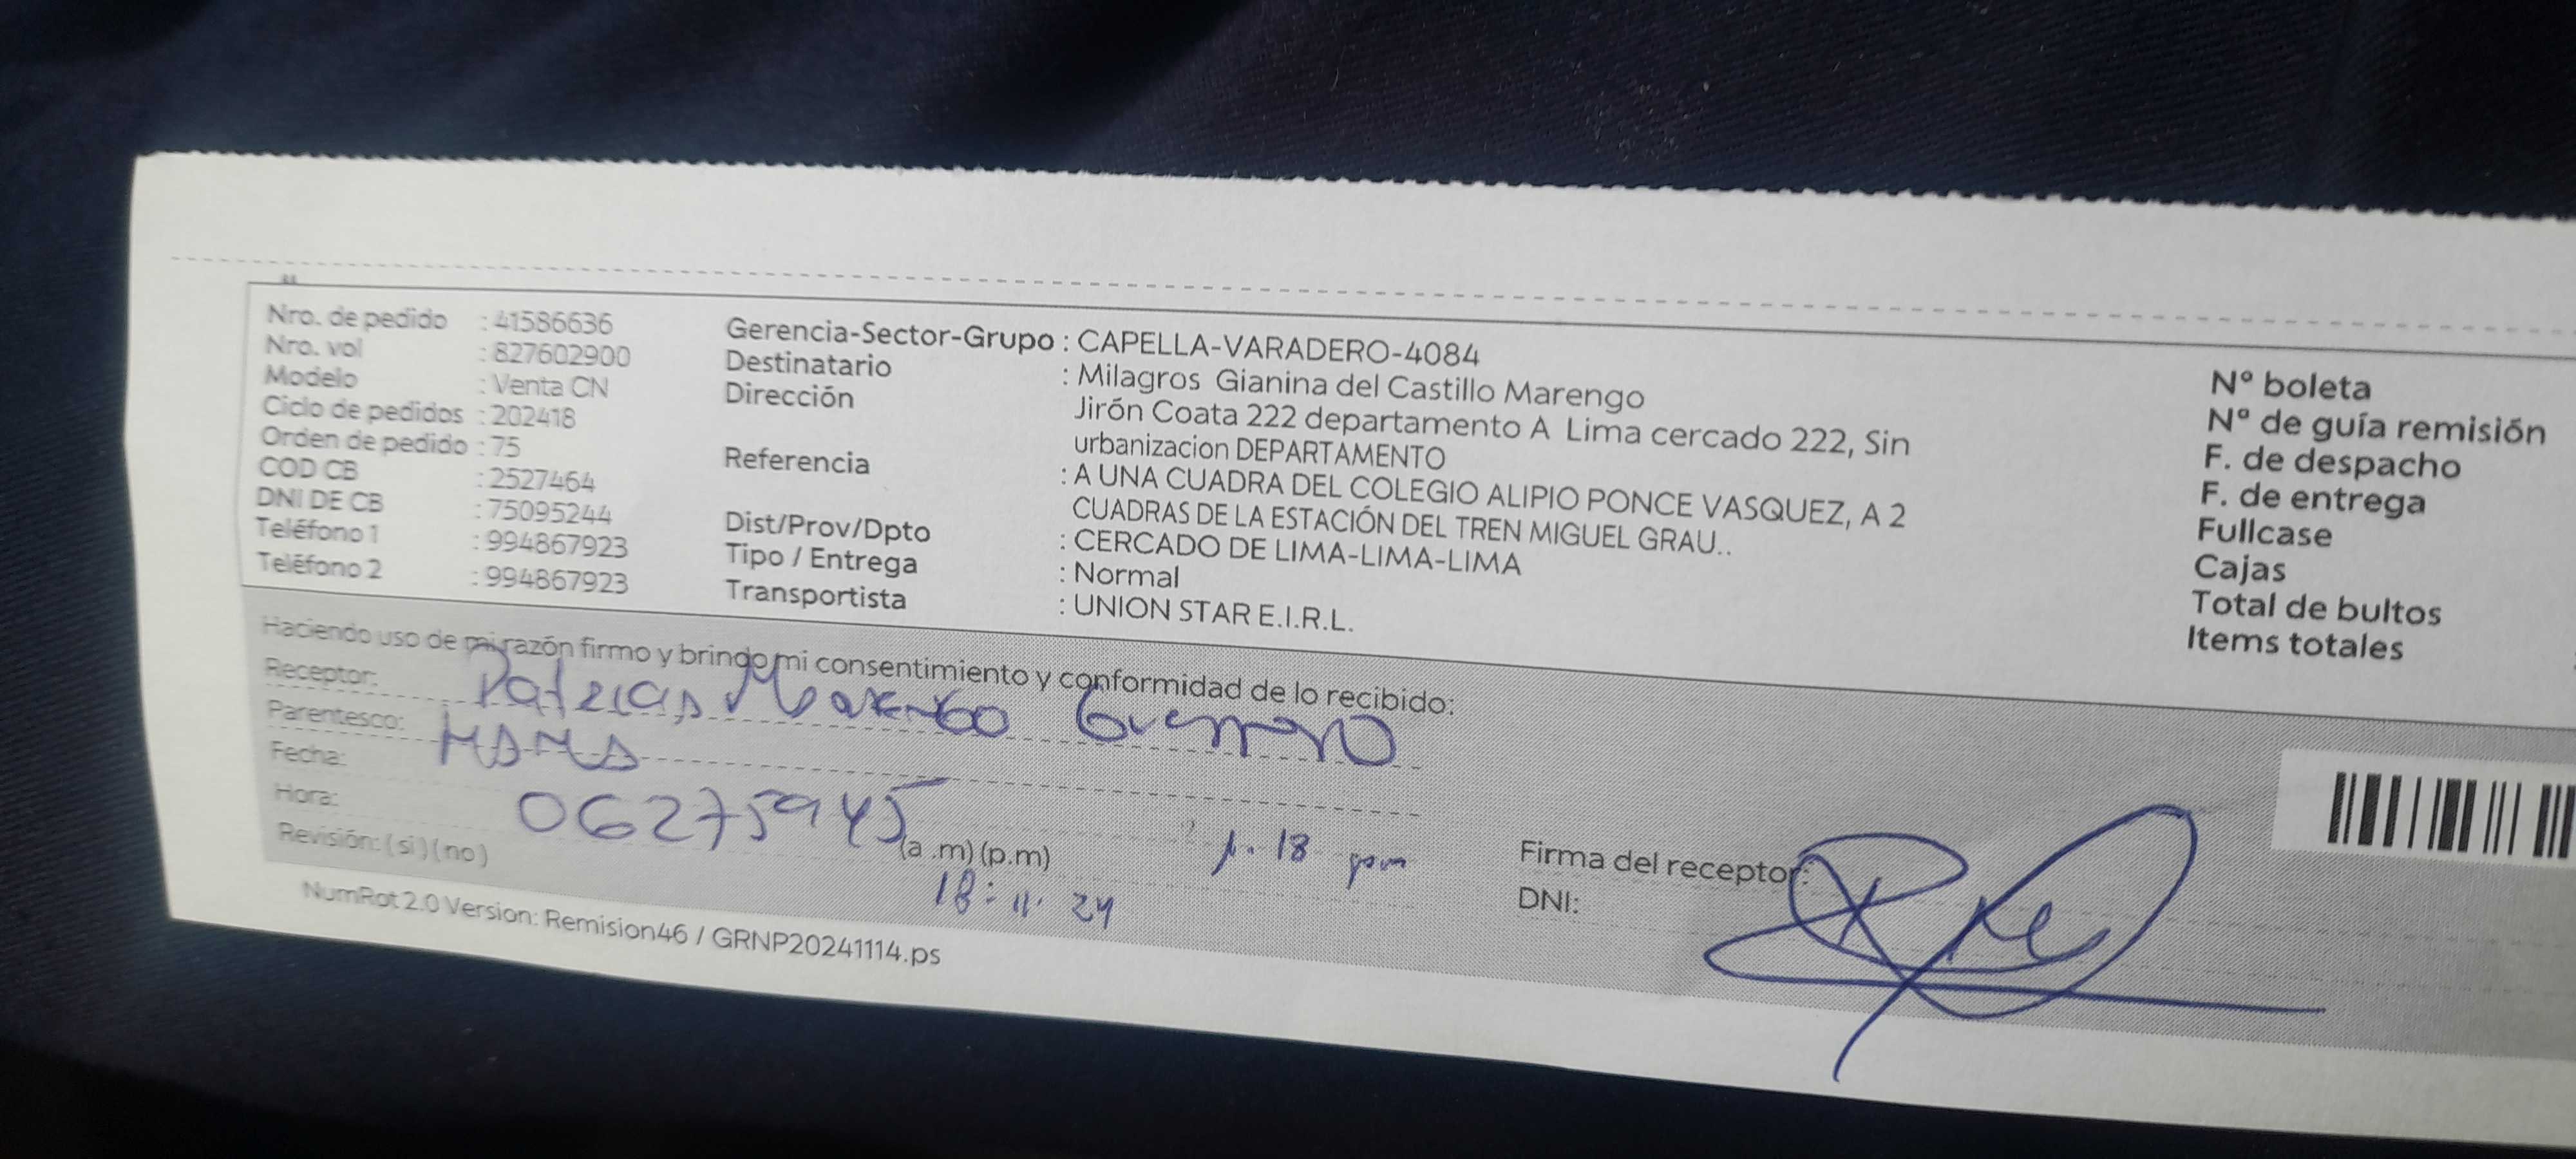 Nro. de pedido : 41586636
Nro. vol : 827602900
Modelo : Venta CN
Ciclo de pedidos : 202418
Orden de pedido : 75
COD CB : 2527464
DNI DE CB : 75095244
Teléfono 1 : 994867923
Teléfono 2 : 994867923
Gerencia-Sector-Grupo : CAPELLA-VARADERO-4084
Destinatario : Milagros Gianina del Castillo Marengo
Dirección Jirón Coata 222 departamento A Lima cercado 222, Sin
urbanizacion DEPARTAMENTO
Referencia : A UNA CUADRA DEL COLEGIO ALIPIO PONCE VASQUEZ, A 2
CUADRAS DE LA ESTACIÓN DEL TREN MIGUEL GRAU..
Dist/Prov/Dpto : CERCADO DE LIMA-LIMA-LIMA
Tipo / Entrega : Normal
Transportista : UNION STAR E.I.R.L.
Nº boleta
Nº de guía remisión
F. de despacho
F. de entrega
Fullcase
Cajas
Total de bultos
Items totales
Haciendo uso de mi razón firmo y brindo mi consentimiento y conformidad de lo recibido:
Receptor: Marengo Guerrero
Parentesco: MAMA
Fecha:
Hora: 06275945 (a .m) (p.m) 1.18 pm
Revisión: ( si ) ( no ) 18-11-24
Firma del receptor:
DNI:
NumRot 2.0 Version: Remision46 / GRNP20241114.ps